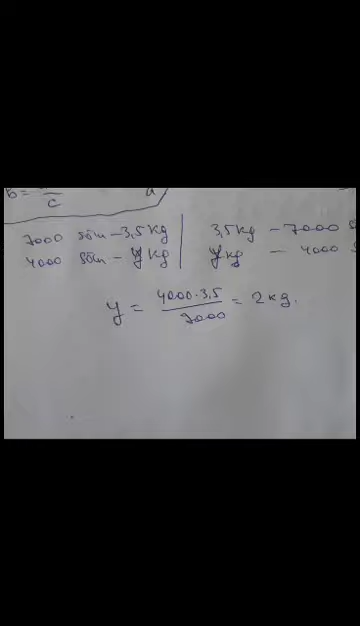 b = — / c
7000 so'm – 3,5 kg | 3,5 kg – 7000
4000 so'm – y kg | y kg – 4000
y = 4000·3,5 / 7000 = 2 kg.